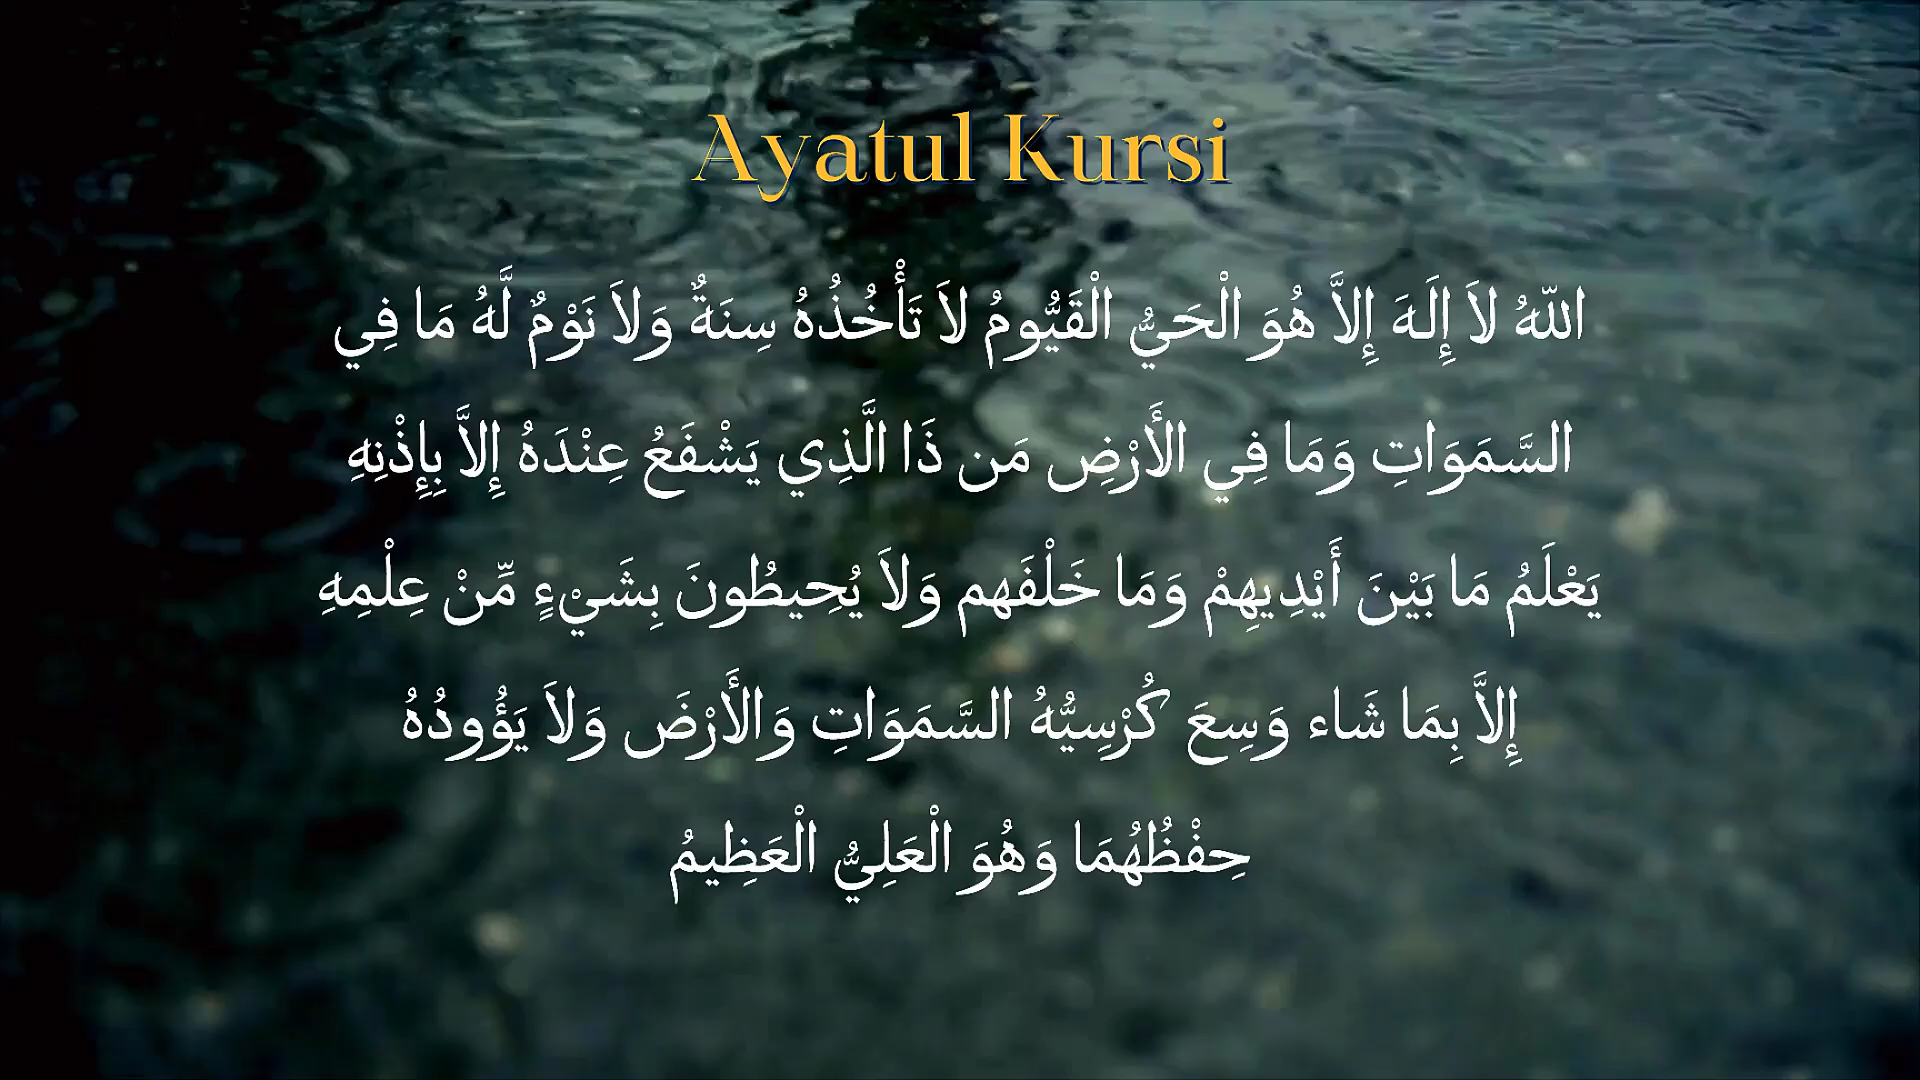 Ayatul Kursi
اللّهُ لاَ إِلَهَ إِلاَّ هُوَ الْحَيُّ الْقَيُّومُ لاَ تَأْخُذُهُ سِنَةٌ وَلاَ نَوْمٌ لَّهُ مَا فِي
السَّمَوَاتِ وَمَا فِي الأَرْضِ مَن ذَا الَّذِي يَشْفَعُ عِنْدَهُ إِلاَّ بِإِذْنِهِ
يَعْلَمُ مَا بَيْنَ أَيْدِيهِمْ وَمَا خَلْفَهم وَلاَ يُحِيطُونَ بِشَيْءٍ مِّنْ عِلْمِهِ
إِلاَّ بِمَا شَاء وَسِعَ كُرْسِيُّهُ السَّمَوَاتِ وَالأَرْضَ وَلاَ يَؤُودُهُ
حِفْظُهُمَا وَهُوَ الْعَلِيُّ الْعَظِيمُ